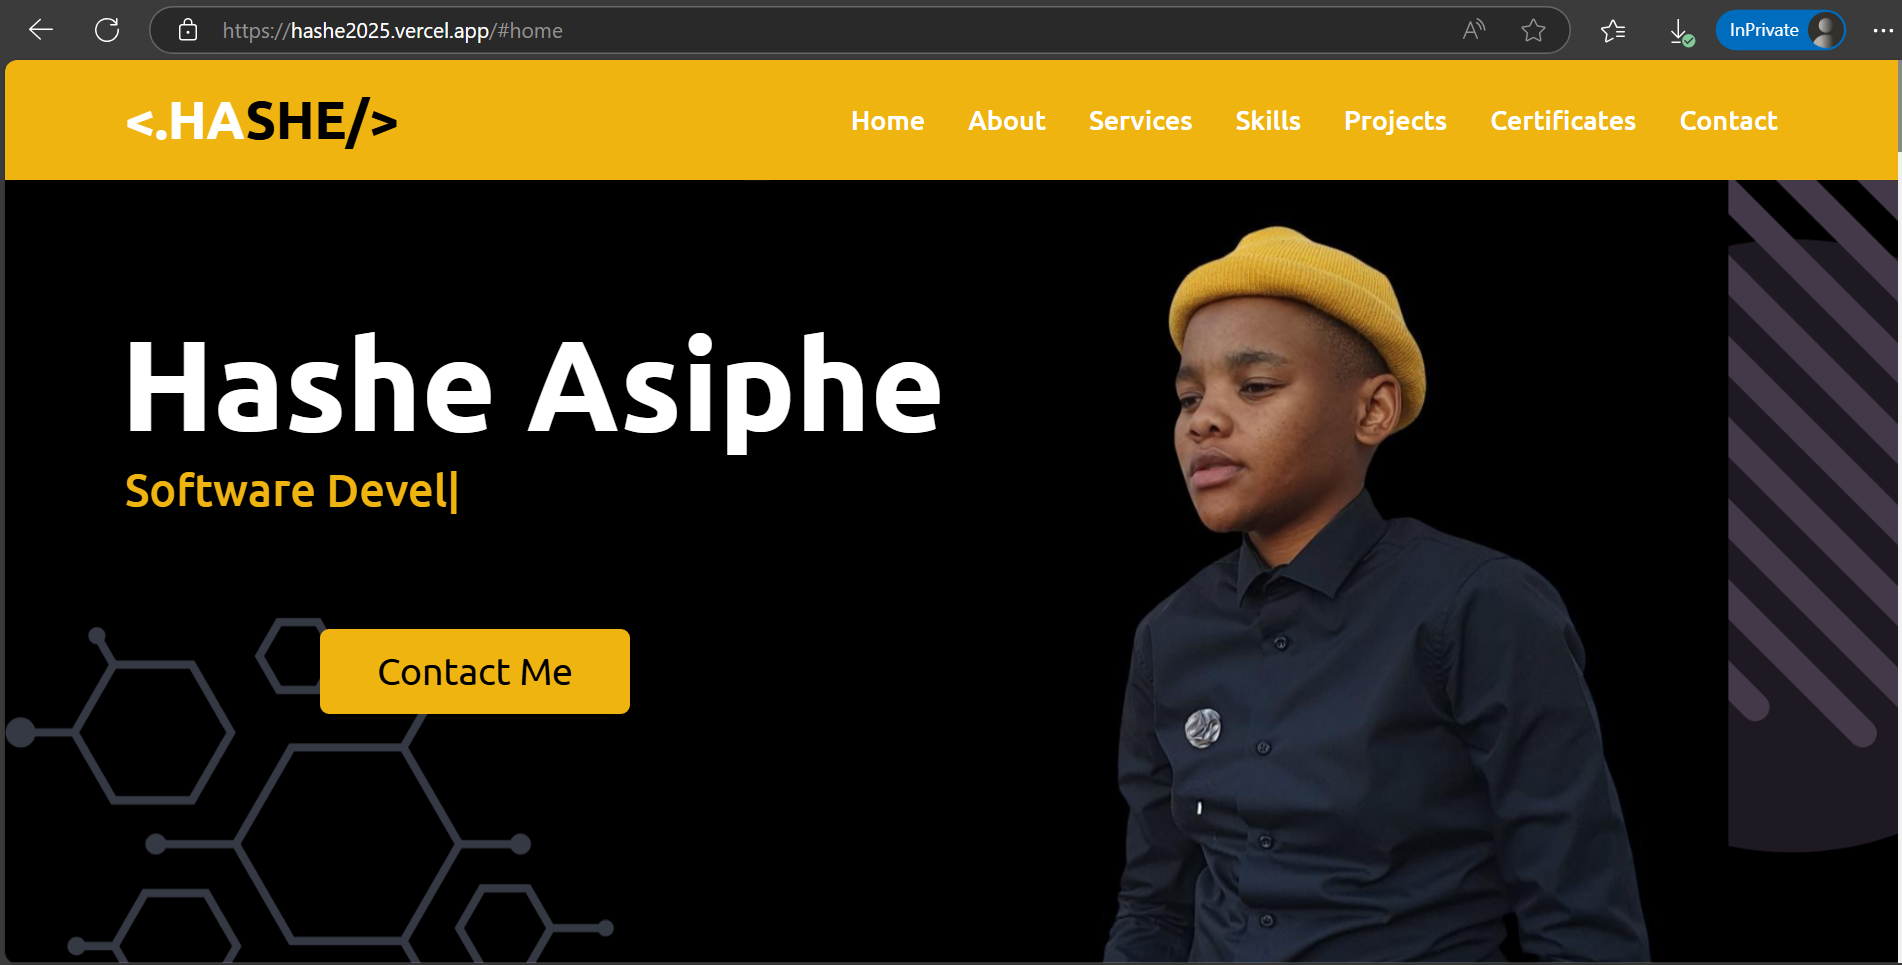 https://hashe2025.vercel.app/#home
InPrivate
<.HASHE/>
Home About Services Skills Projects Certificates Contact
Hashe Asiphe
Software Devel|
Contact Me